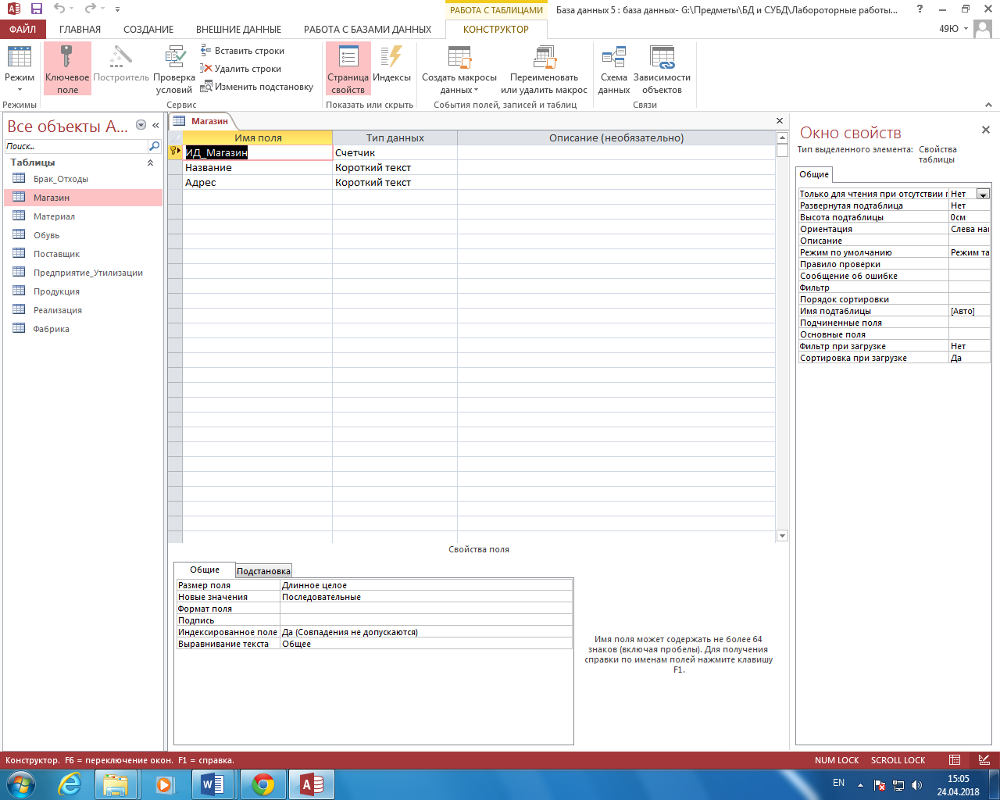 РАБОТА С ТАБЛИЦАМИ
База данных 5 : база данных- G:\Предметы\БД и СУБД\Лабороторные работы...
ФАЙЛ
ГЛАВНАЯ
СОЗДАНИЕ
ВНЕШНИЕ ДАННЫЕ
РАБОТА С БАЗАМИ ДАННЫХ
КОНСТРУКТОР
49Ю
Режим
Ключевое поле
Построитель
Проверка условий
Вставить строки
Удалить строки
Изменить подстановку
Страница свойств
Индексы
Создать макросы данных
Переименовать или удалить макрос
Схема данных
Зависимости объектов
Режимы
Сервис
Показать или скрыть
События полей, записей и таблиц
Связи
Все объекты A...
Поиск...
Таблицы
Брак_Отходы
Магазин
Материал
Обувь
Поставщик
Предприятие_Утилизации
Продукция
Реализация
Фабрика
Магазин
Имя поля Тип данных Описание (необязательно)
ИД_Магазин Счетчик
Название Короткий текст
Адрес Короткий текст
Свойства поля
Общие Подстановка
Размер поля Длинное целое
Новые значения Последовательные
Формат поля
Подпись
Индексированное поле Да (Совпадения не допускаются)
Выравнивание текста Общее
Имя поля может содержать не более 64
знаков (включая пробелы). Для получения
справки по именам полей нажмите клавишу
F1.
Окно свойств
Тип выделенного элемента: Свойства
таблицы
Общие
Только для чтения при отсутствии п Нет
Развернутая подтаблица Нет
Высота подтаблицы 0см
Ориентация Слева на
Описание
Режим по умолчанию Режим та
Правило проверки
Сообщение об ошибке
Фильтр
Порядок сортировки
Имя подтаблицы [Авто]
Подчиненные поля
Основные поля
Фильтр при загрузке Нет
Сортировка при загрузке Да
Конструктор. F6 = переключение окон. F1 = справка.
NUM LOCK SCROLL LOCK
EN
15:05
24.04.2018